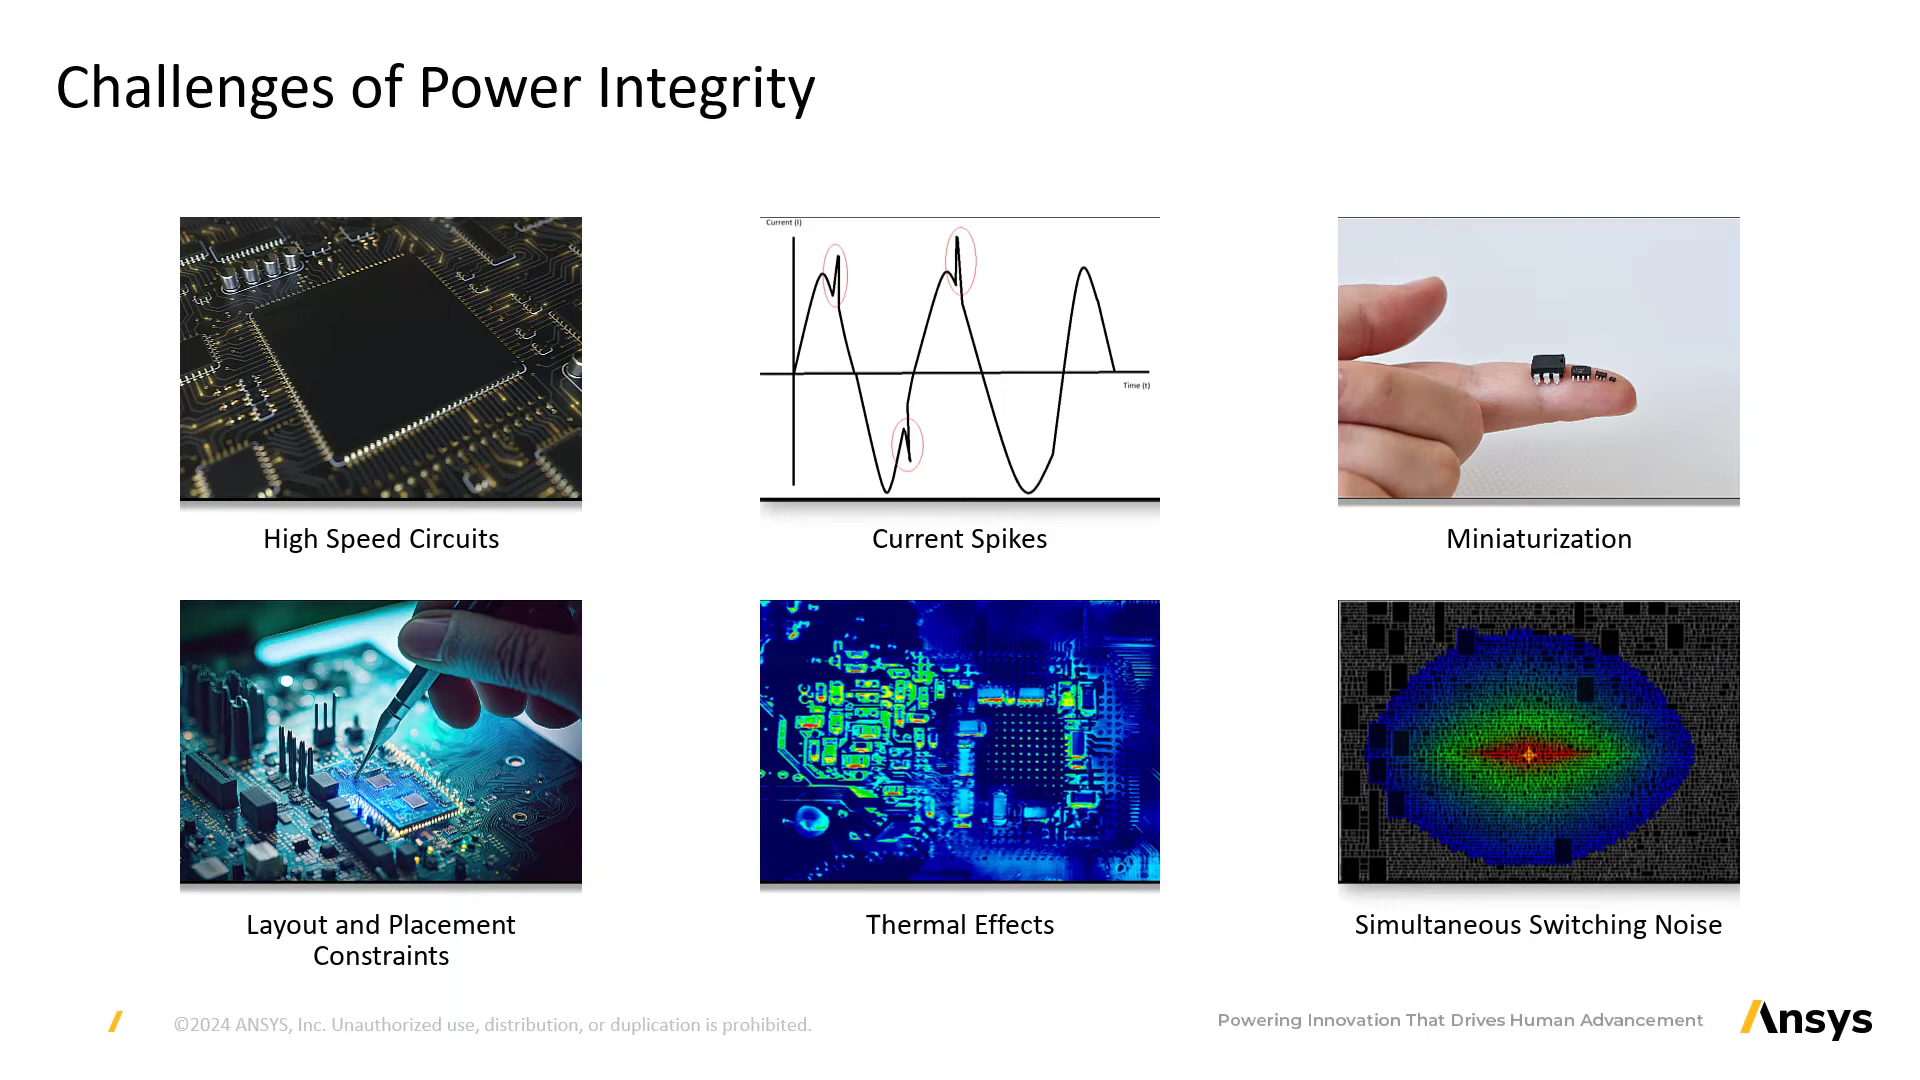 Challenges of Power Integrity
Current (I)
Time (t)
High Speed Circuits
Current Spikes
Miniaturization
Layout and Placement
Constraints
Thermal Effects
Simultaneous Switching Noise
©2024 ANSYS, Inc. Unauthorized use, distribution, or duplication is prohibited.
Powering Innovation That Drives Human Advancement
Ansys